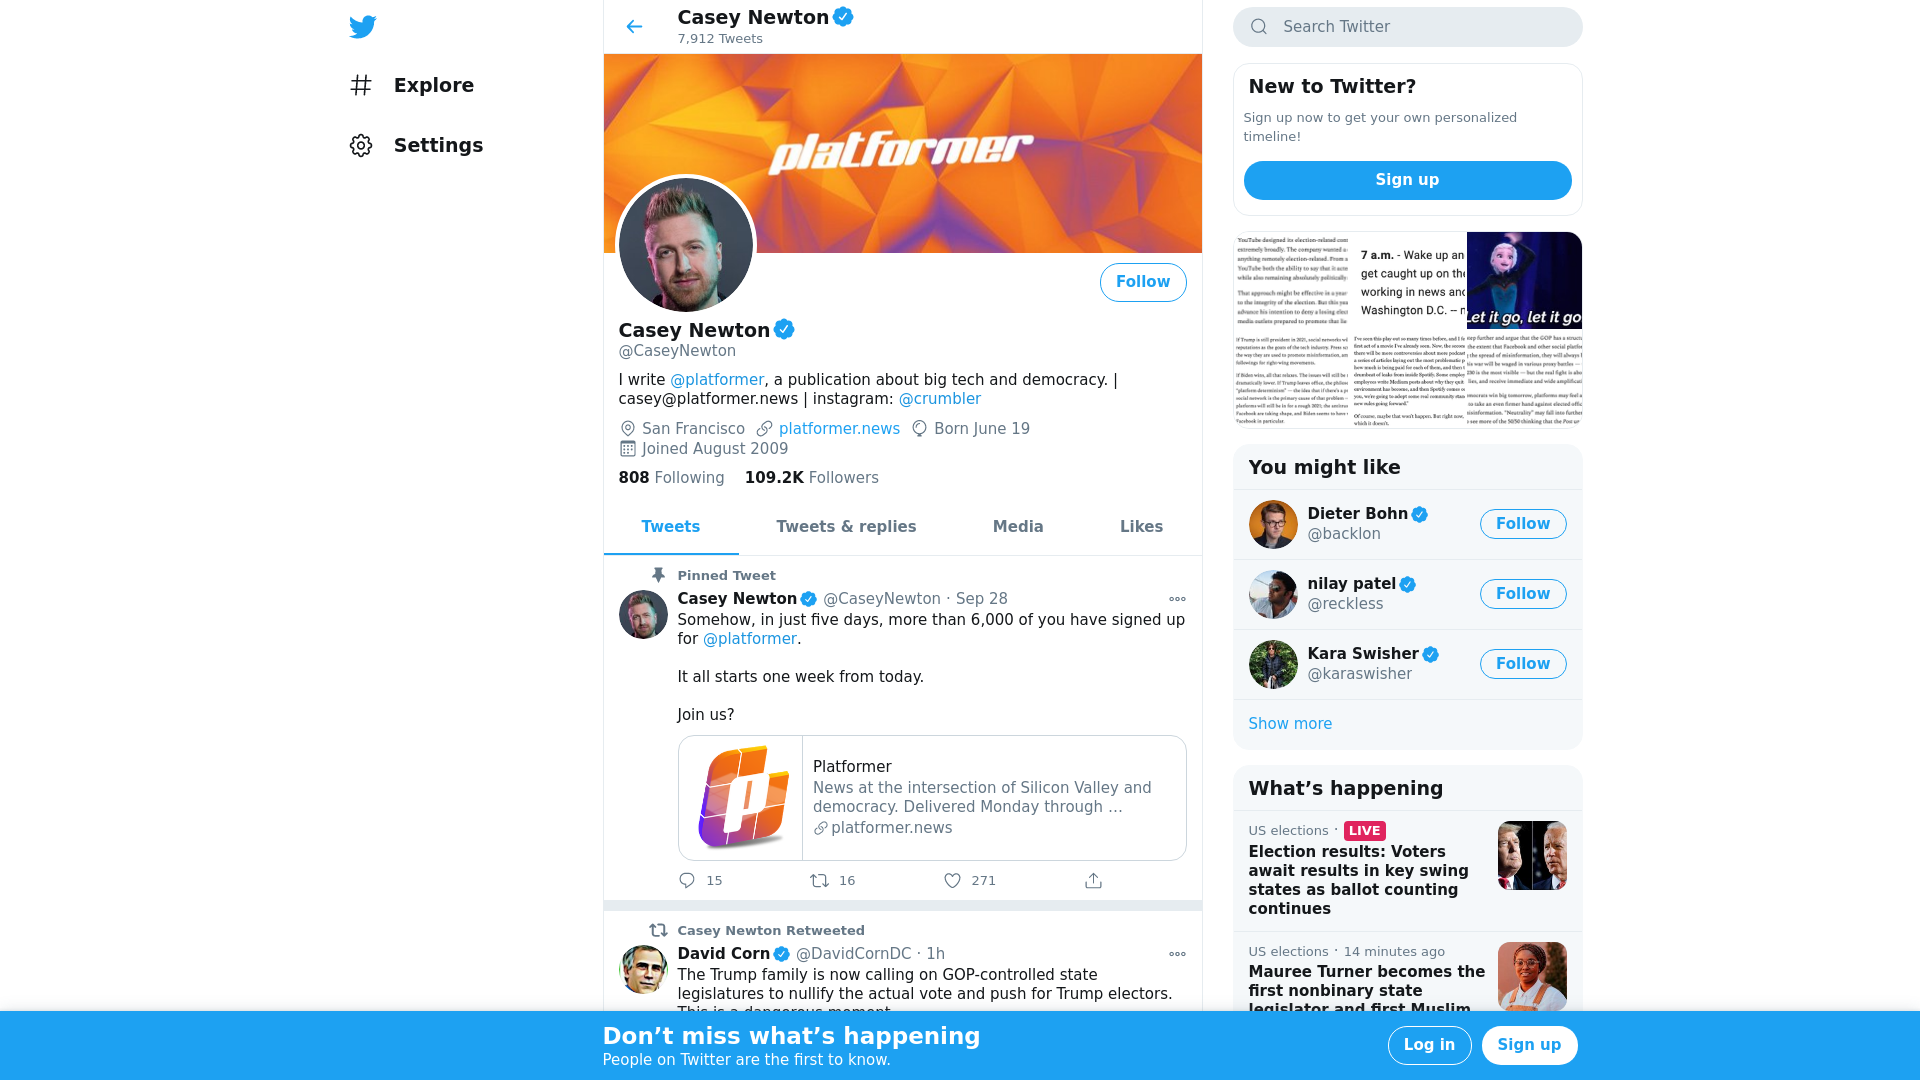 Casey Newton
7,912 Tweets
Search Twitter
Explore
Settings
platformer
New to Twitter?
Sign up now to get your own personalized
timeline!
Sign up
Follow
Casey Newton
@CaseyNewton
I write @platformer, a publication about big tech and democracy. |
casey@platformer.news | instagram: @crumbler
San Francisco platformer.news Born June 19
Joined August 2009
808 Following 109.2K Followers
Tweets Tweets & replies Media Likes
Pinned Tweet
Casey Newton @CaseyNewton · Sep 28
Somehow, in just five days, more than 6,000 of you have signed up
for @platformer.
It all starts one week from today.
Join us?
Platformer
News at the intersection of Silicon Valley and
democracy. Delivered Monday through …
platformer.news
15 16 271
Casey Newton Retweeted
David Corn @DavidCornDC · 1h
The Trump family is now calling on GOP-controlled state
legislatures to nullify the actual vote and push for Trump electors.
This is a dangerous moment
7 a.m. - Wake up an
get caught up on the
working in news and
Washington D.C. --
Let it go, let it go
You might like
Dieter Bohn
@backlon
Follow
nilay patel
@reckless
Follow
Kara Swisher
@karaswisher
Follow
Show more
What’s happening
US elections · LIVE
Election results: Voters
await results in key swing
states as ballot counting
continues
US elections · 14 minutes ago
Mauree Turner becomes the
first nonbinary state
legislator and first Muslim
Don’t miss what’s happening
People on Twitter are the first to know.
Log in
Sign up